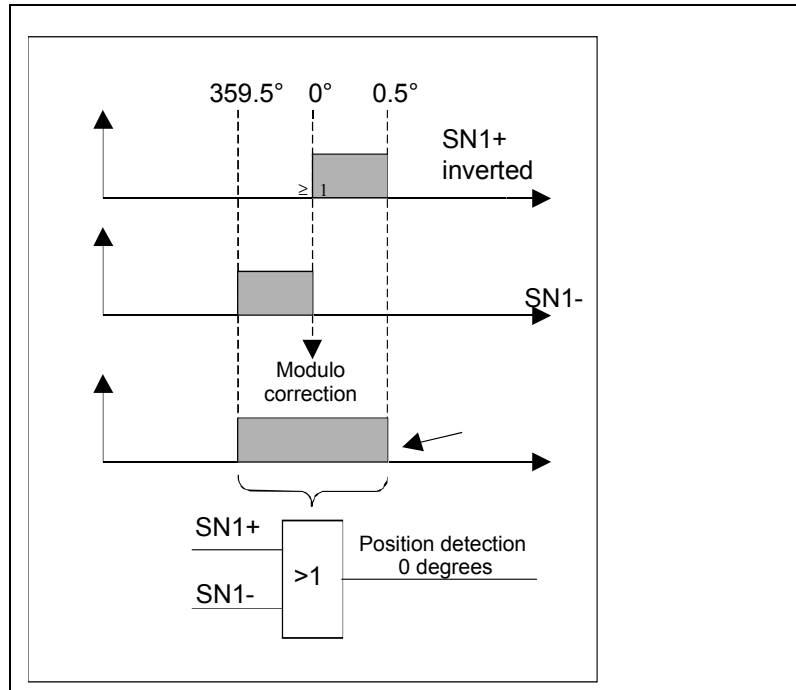 359.5° 0° 0.5°
SN1+
inverted
≥ 1
SN1-
Modulo
correction
SN1+
Position detection
0 degrees
>1
SN1-